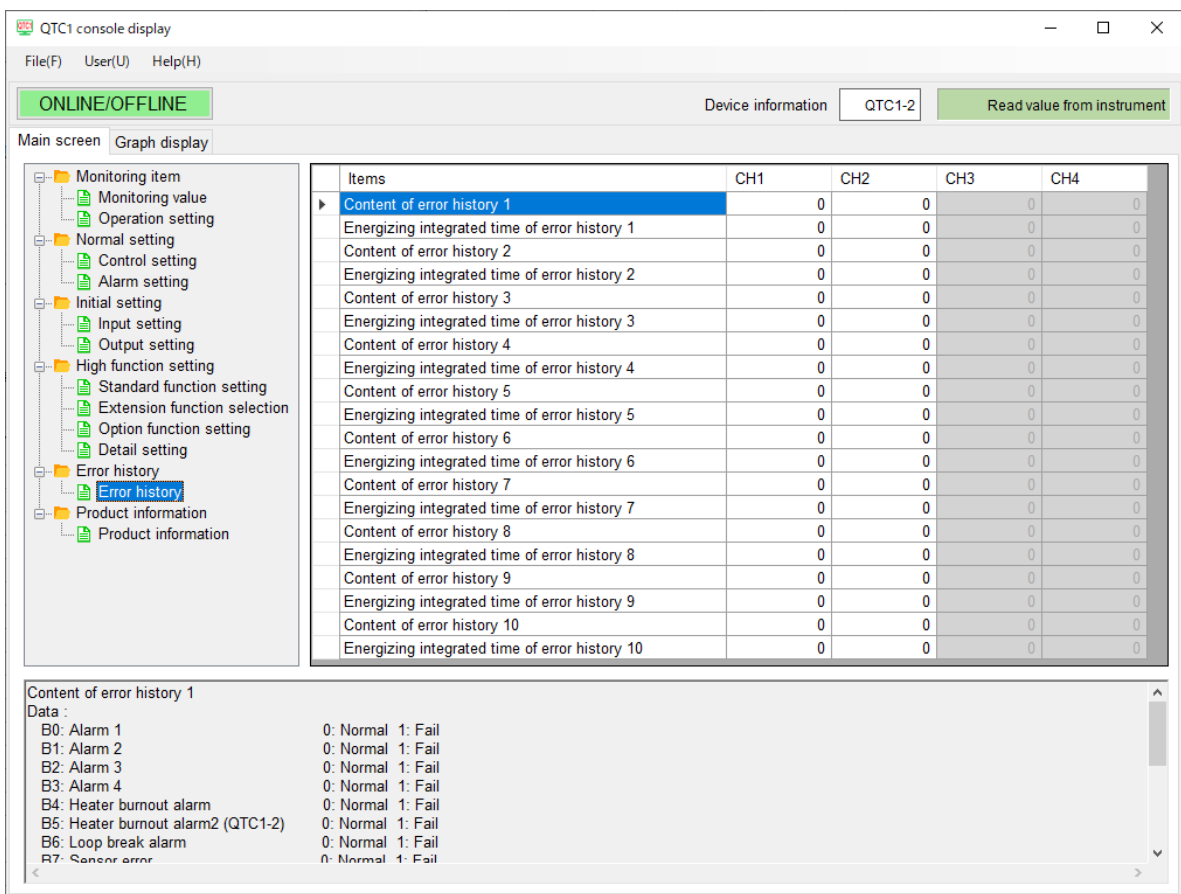 QTC1 console display
File(F) User(U) Help(H)
ONLINE/OFFLINE Device information QTC1-2 Read value from instrument
Main screen Graph display
Monitoring item
Monitoring value
Operation setting
Normal setting
Control setting
Alarm setting
Initial setting
Input setting
Output setting
High function setting
Standard function setting
Extension function selection
Option function setting
Detail setting
Error history
Error history
Product information
Product information
Items CH1 CH2 CH3 CH4
Content of error history 1 0 0 0 0
Energizing integrated time of error history 1 0 0 0 0
Content of error history 2 0 0 0 0
Energizing integrated time of error history 2 0 0 0 0
Content of error history 3 0 0 0 0
Energizing integrated time of error history 3 0 0 0 0
Content of error history 4 0 0 0 0
Energizing integrated time of error history 4 0 0 0 0
Content of error history 5 0 0 0 0
Energizing integrated time of error history 5 0 0 0 0
Content of error history 6 0 0 0 0
Energizing integrated time of error history 6 0 0 0 0
Content of error history 7 0 0 0 0
Energizing integrated time of error history 7 0 0 0 0
Content of error history 8 0 0 0 0
Energizing integrated time of error history 8 0 0 0 0
Content of error history 9 0 0 0 0
Energizing integrated time of error history 9 0 0 0 0
Content of error history 10 0 0 0 0
Energizing integrated time of error history 10 0 0 0 0
Content of error history 1
Data :
B0: Alarm 1 0: Normal 1: Fail
B1: Alarm 2 0: Normal 1: Fail
B2: Alarm 3 0: Normal 1: Fail
B3: Alarm 4 0: Normal 1: Fail
B4: Heater burnout alarm 0: Normal 1: Fail
B5: Heater burnout alarm2 (QTC1-2) 0: Normal 1: Fail
B6: Loop break alarm 0: Normal 1: Fail
B7: Sensor error 0: Normal 1: Fail